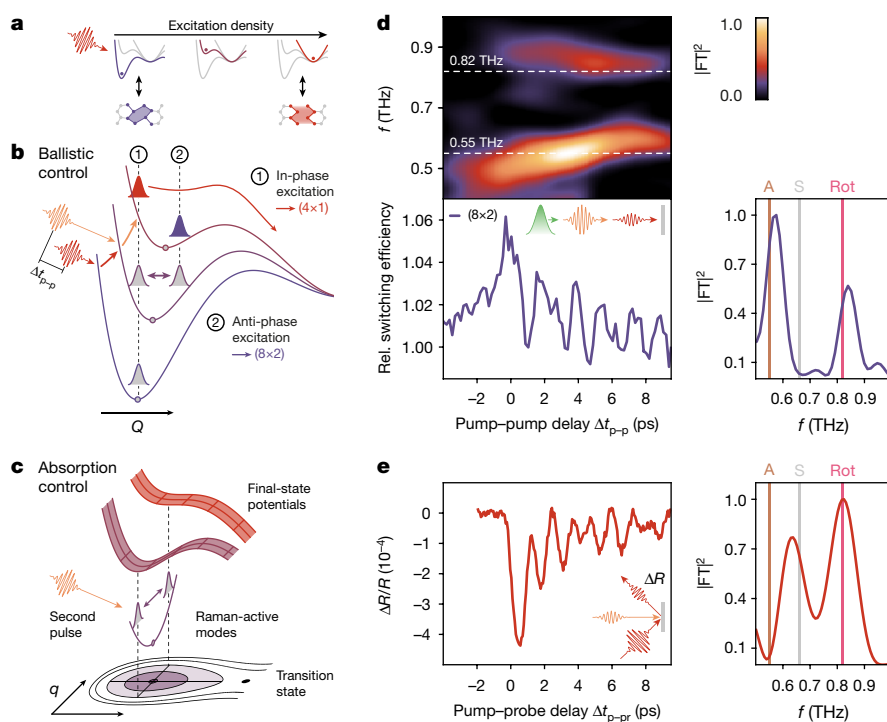 a
Excitation density
b
Ballistic
control
1
2
1 In-phase
excitation
(4×1)
Δtp–p
2 Anti-phase
excitation
(8×2)
Q
c
Absorption
control
Final-state
potentials
Second
pulse
Raman-active
modes
Transition
state
q
d
f (THz)
0.9
0.7
0.5
0.82 THz
0.55 THz
1.0
0.0
|FT|²
(8×2)
Rel. switching efficiency
1.06
1.04
1.02
1.00
−2 0 2 4 6 8
Pump–pump delay Δtp–p (ps)
A S Rot
|FT|²
1.0
0.7
0.4
0.1
0.6 0.7 0.8 0.9
f (THz)
e
ΔR/R (10⁻⁴)
0
−1
−2
−3
−4
ΔR
−2 0 2 4 6 8
Pump–probe delay Δtp–pr (ps)
A S Rot
|FT|²
1.0
0.7
0.4
0.1
0.6 0.7 0.8 0.9
f (THz)